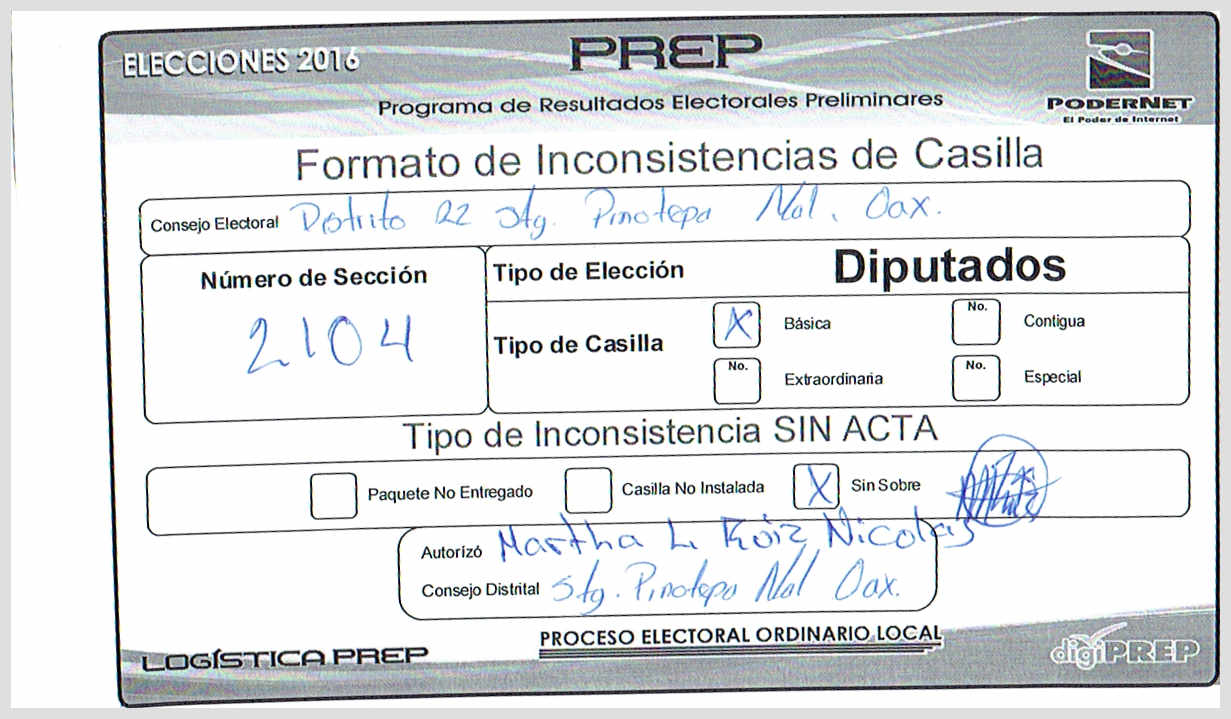 ELECCIONES 2016
PREP
Programa de Resultados Electorales Preliminares
PODERNET
El Poder de Internet
Formato de Inconsistencias de Casilla
Consejo Electoral Distrito 22 Stg. Pinotepa Nal. Oax.
Número de Sección
2104
Tipo de Elección Diputados
Tipo de Casilla
X Básica
No. Contigua
No. Extraordinaria
No. Especial
Tipo de Inconsistencia SIN ACTA
Paquete No Entregado Casilla No Instalada X Sin Sobre
Autorizó Martha L. Ruiz Nicolás
Consejo Distrital Stg. Pinotepa Nal Oax.
PROCESO ELECTORAL ORDINARIO LOCAL
LOGÍSTICA PREP
digiPREP